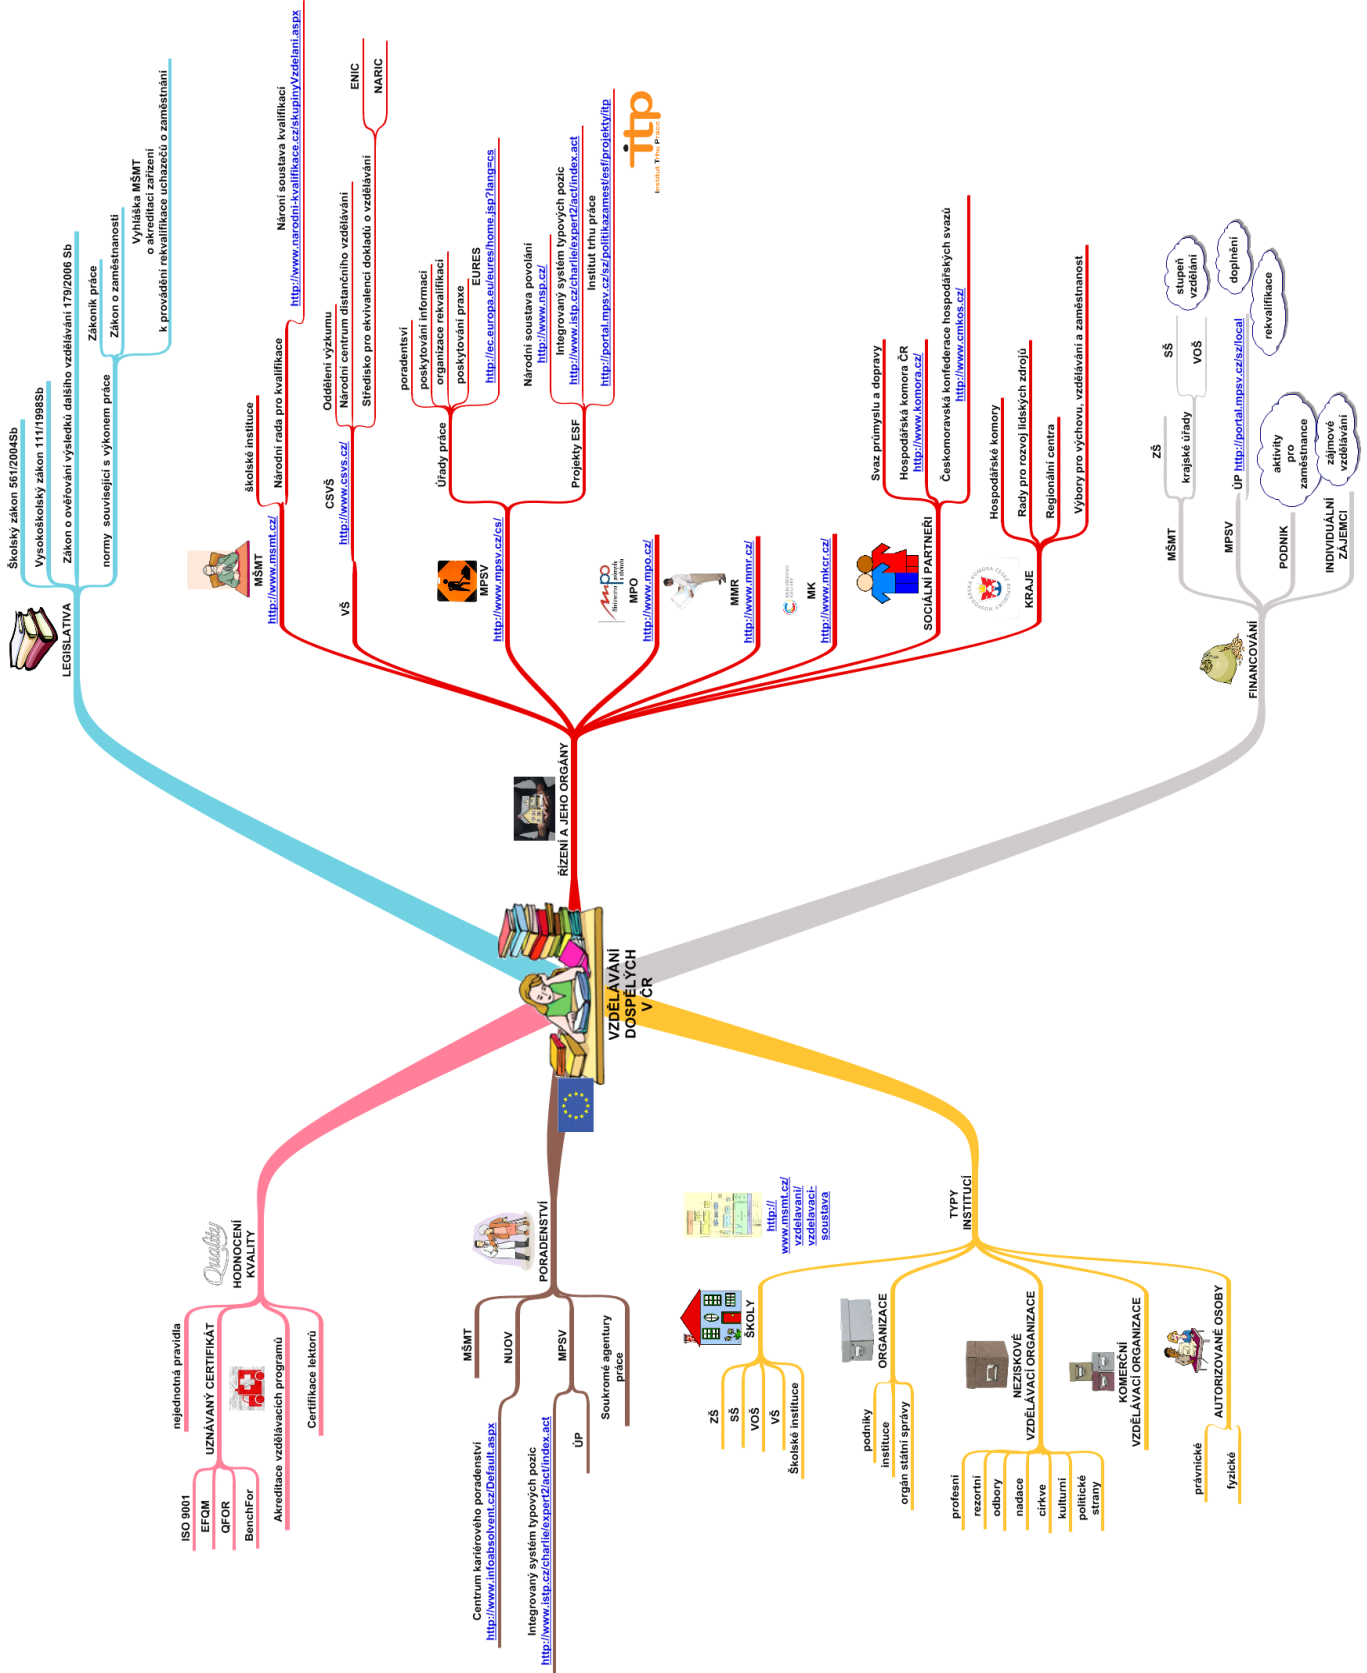 VZDĚLÁVÁNÍ
DOSPĚLÝCH
V ČR
LEGISLATIVA
Školský zákon 561/2004Sb
Vysokoškolský zákon 111/1998Sb
Zákon o ověřování výsledků dalšího vzdělávání 179/2006 Sb
normy související s výkonem práce
Zákoník práce
Zákon o zaměstnanosti
Vyhláška MŠMT
o akreditaci zařízení
k provádění rekvalifikace uchazečů o zaměstnání
ŘÍZENÍ A JEHO ORGÁNY
MŠMT
http://www.msmt.cz/
školské instituce
Národní rada pro kvalifikace
Nároní soustava kvalifikací
http://www.narodni-kvalifikace.cz/skupinyVzdelani.aspx
VŠ
CSVŠ
http://www.csvs.cz/
Oddělení výzkumu
Národní centrum distančního vzdělávání
Středisko pro ekvivalenci dokladů o vzdělávání
ENIC
NARIC
MPSV
http://www.mpsv.cz/cs/
Úřady práce
poradentsví
poskytování informací
organizace rekvalifikací
poskytování praxe
EURES
http://ec.europa.eu/eures/home.jsp?lang=cs
Projekty ESF
Národní soustava povolání
http://www.nsp.cz/
Integrovaný systém typových pozic
http://www.istp.cz/charlie/expert2/act/index.act
Institut trhu práce
http://portal.mpsv.cz/sz/politikazamest/esf/projekty/itp
itp
Institut Trhu Práce
mpo
MPO
http://www.mpo.cz/
MMR
http://www.mmr.cz/
MK
http://www.mkcr.cz/
SOCIÁLNÍ PARTNEŘI
Svaz průmyslu a dopravy
Hospodářská komora ČR
http://www.komora.cz/
Českomoravská konfederace hospodářských svazů
http://www.cmkos.cz/
KRAJE
Hospodářské komory
Rady pro rozvoj lidských zdrojů
Regionální centra
Výbory pro výchovu, vzdělávání a zaměstnanost
FINANCOVÁNÍ
MŠMT
ZŠ
krajské úřady
SŠ
VOŠ
stupeň
vzdělání
MPSV
ÚP http://portal.mpsv.cz/sz/local
doplnění
rekvalifikace
PODNIK
aktivity
pro
zaměstnance
INDIVIDUÁLNÍ
ZÁJEMCI
zájmové
vzdělávání
TYPY
INSTITUCÍ
http://
www.msmt.cz/
vzdelavani/
vzdelavaci-
soustava
ŠKOLY
ZŠ
SŠ
VOŠ
VŠ
Školské instituce
ORGANIZACE
podniky
instituce
orgán státní správy
NEZISKOVÉ
VZDĚLÁVACÍ ORGANIZACE
profesní
rezortní
odbory
nadace
církve
kulturní
politické
strany
KOMERČNÍ
VZDĚLÁVACÍ ORGANIZACE
AUTORIZOVANÉ OSOBY
právnické
fyzické
PORADENSTVÍ
MŠMT
NUOV
Centrum kariérového poradenství
http://www.infoabsolvent.cz/Default.aspx
MPSV
Integrovaný systém typových pozic
http://www.istp.cz/charlie/expert2/act/index.act
ÚP
Soukromé agentury
práce
Quality
HODNOCENÍ
KVALITY
nejednotná pravidla
UZNÁVANÝ CERTIFIKÁT
ISO 9001
EFQM
QFOR
BenchFor
Akreditace vzdělávacích programů
Certifikace lektorů